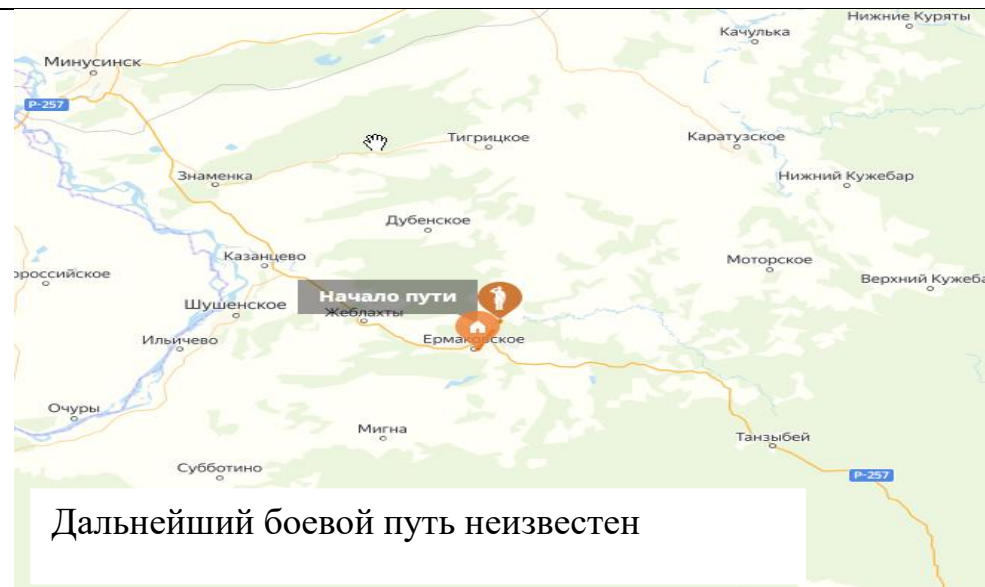 Нижние Куряты
Качулька
Минусинск
Р-257
Тигрицкое
Каратузское
Знаменка
Нижний Кужебар
Дубенское
Казанцево
Моторское
ороссийское
Верхний Кужеба
Начало пути
Шушенское
Жеблахты
Ильичево
Ермаковское
Очуры
Мигна
Танзыбей
Субботино
Р-257
Дальнейший боевой путь неизвестен